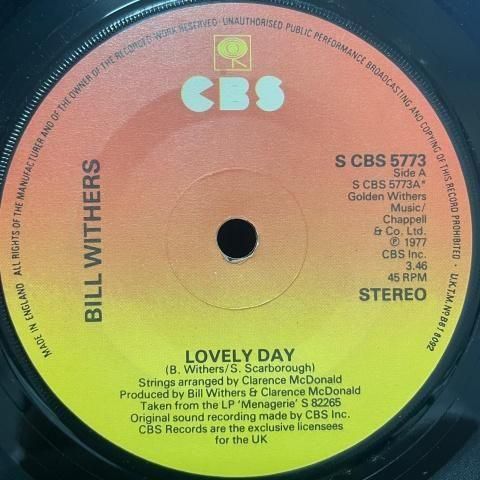 ALL RIGHTS OF THE MANUFACTURER AND OF THE OWNER OF THE RECORDED WORK RESERVED · UNAUTHORISED PUBLIC PERFORMANCE BROADCASTING AND COPYING OF THIS RECORD PROHIBITED · U.K.T.M. Nº B618092
MADE IN ENGLAND
CBS
BILL WITHERS
S CBS 5773
Side A
S CBS 5773A*
Golden Withers
Music/
Chappell
& Co. Ltd.
℗ 1977
CBS Inc.
3.46
45 RPM
STEREO
LOVELY DAY
(B. Withers/S. Scarborough)
Strings arranged by Clarence McDonald
Produced by Bill Withers & Clarence McDonald
Taken from the LP 'Menagerie' S 82265
Original sound recording made by CBS Inc.
CBS Records are the exclusive licensees
for the UK